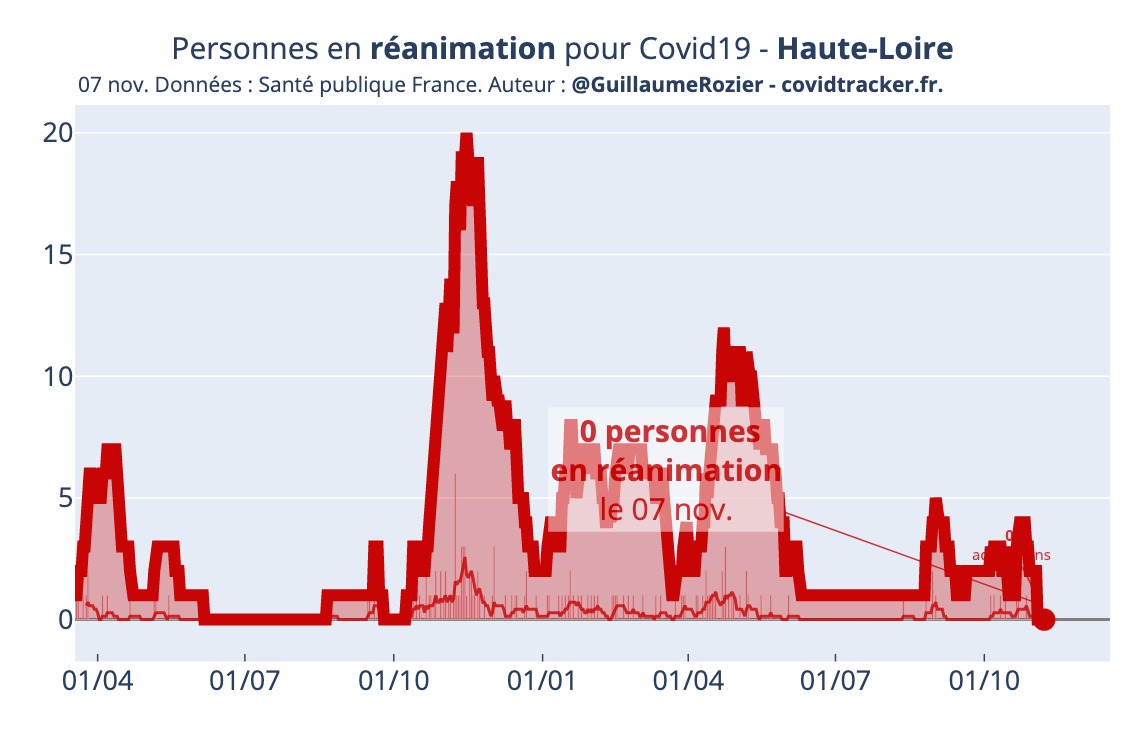 Personnes en réanimation pour Covid19 - Haute-Loire
07 nov. Données : Santé publique France. Auteur : @GuillaumeRozier - covidtracker.fr.
20
15
10
5
0
0 personnes
en réanimation
le 07 nov.
0
01/04
01/07
01/10
01/01
01/04
01/07
01/10